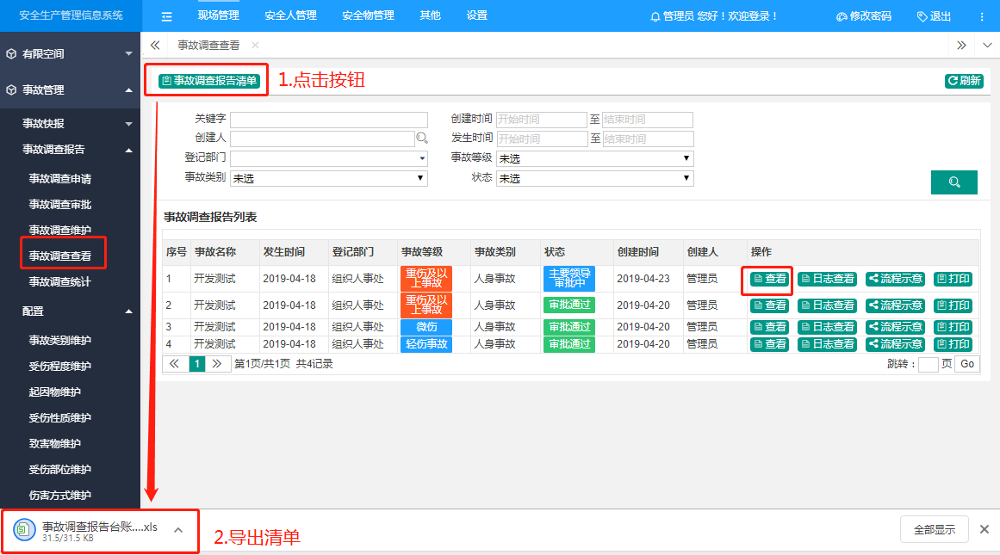 安全生产管理信息系统 现场管理 安全人管理 安全物管理 其他 设置 管理员 您好！欢迎登录！ 修改密码 退出
有限空间
事故管理
事故快报
事故调查报告
事故调查申请
事故调查审批
事故调查维护
事故调查查看
事故调查统计
配置
事故类别维护
受伤程度维护
起因物维护
受伤性质维护
致害物维护
受伤部位维护
伤害方式维护
事故调查查看
事故调查报告清单 1.点击按钮 刷新
关键字 创建时间 开始时间 至 结束时间
创建人 发生时间 开始时间 至 结束时间
登记部门 事故等级 未选
事故类别 未选 状态 未选
事故调查报告列表
序号 事故名称 发生时间 登记部门 事故等级 事故类别 状态 创建时间 创建人 操作
1 开发测试 2019-04-18 组织人事处 重伤及以上事故 人身事故 主要领导审批中 2019-04-23 管理员 查看 日志查看 流程示意 打印
2 开发测试 2019-04-18 组织人事处 重伤及以上事故 人身事故 审批通过 2019-04-20 管理员 查看 日志查看 流程示意 打印
3 开发测试 2019-04-18 组织人事处 微伤 人身事故 审批通过 2019-04-20 管理员 查看 日志查看 流程示意 打印
4 开发测试 2019-04-18 组织人事处 轻伤事故 人身事故 审批通过 2019-04-20 管理员 查看 日志查看 流程示意 打印
1 第1页/共1页 共4记录 跳转： 页 Go
事故调查报告台账....xls
31.5/31.5 KB
2.导出清单
全部显示